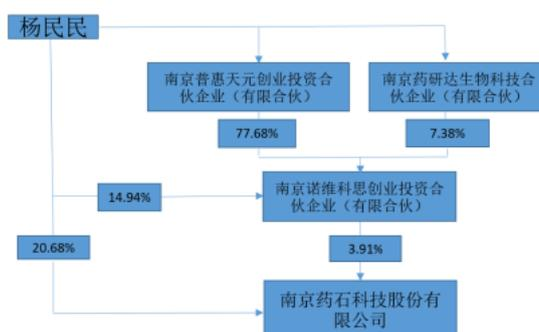 杨民民
南京普惠天元创业投资合
伙企业（有限合伙）
南京药研达生物科技合
伙企业（有限合伙）
77.68%
7.38%
南京诺维科思创业投资合
伙企业（有限合伙）
14.94%
20.68%
3.91%
南京药石科技股份有
限公司